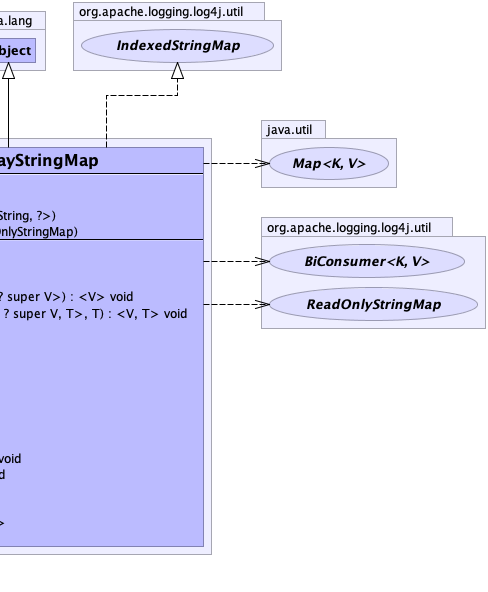 a.lang
bject
org.apache.logging.log4j.util
IndexedStringMap
ayStringMap
java.util
Map<K, V>
String, ?>)
nlyStringMap)
org.apache.logging.log4j.util
BiConsumer<K, V>
ReadOnlyStringMap
? super V>) : <V> void
? super V, T>, T) : <V, T> void
void
d
>